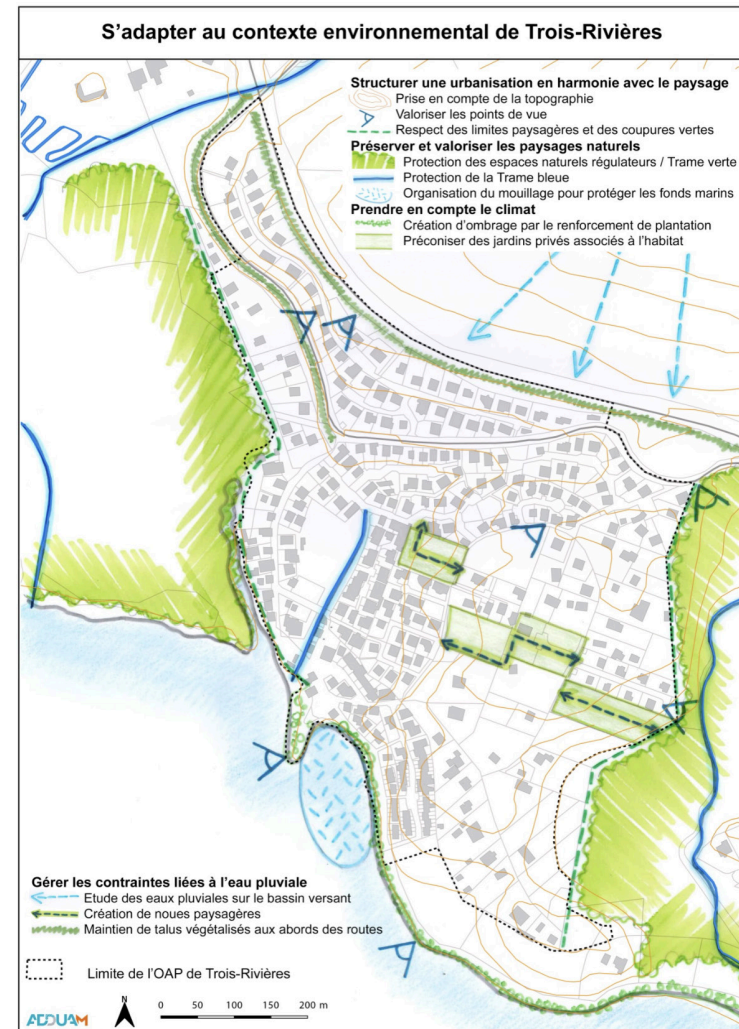 S'adapter au contexte environnemental de Trois-Rivières
Structurer une urbanisation en harmonie avec le paysage
Prise en compte de la topographie
Valoriser les points de vue
Respect des limites paysagères et des coupures vertes
Préserver et valoriser les paysages naturels
Protection des espaces naturels régulateurs / Trame verte
Protection de la Trame bleue
Organisation du mouillage pour protéger les fonds marins
Prendre en compte le climat
Création d'ombrage par le renforcement de plantation
Préconiser des jardins privés associés à l'habitat
Gérer les contraintes liées à l'eau pluviale
Etude des eaux pluviales sur le bassin versant
Création de noues paysagères
Maintien de talus végétalisés aux abords des routes
Limite de l'OAP de Trois-Rivières
ADDUAM
N
0 50 100 150 200 m